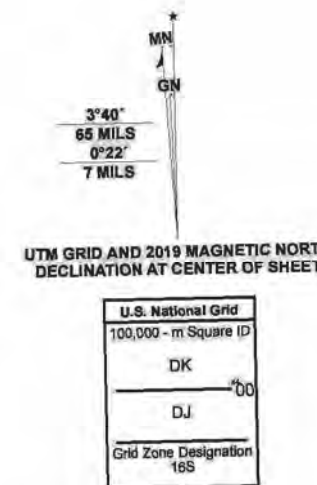 ★
MN
GN
3°40´
65 MILS
0°22´
7 MILS
UTM GRID AND 2019 MAGNETIC NORT
DECLINATION AT CENTER OF SHEET
U.S. National Grid
100,000 - m Square ID
DK
00
DJ
Grid Zone Designation
16S